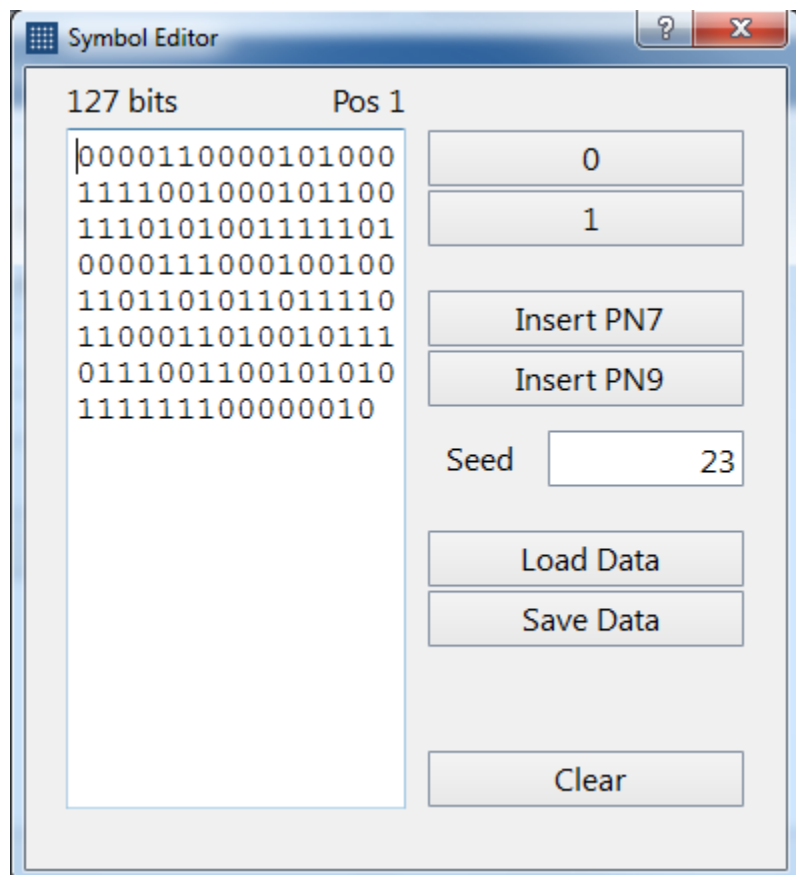 Symbol Editor
127 bits Pos 1
0000110000101000
1111001000101100
1110101001111101
0000111000100100
1101101011011110
1100011010010111
0111001100101010
111111100000010
0
1
Insert PN7
Insert PN9
Seed 23
Load Data
Save Data
Clear